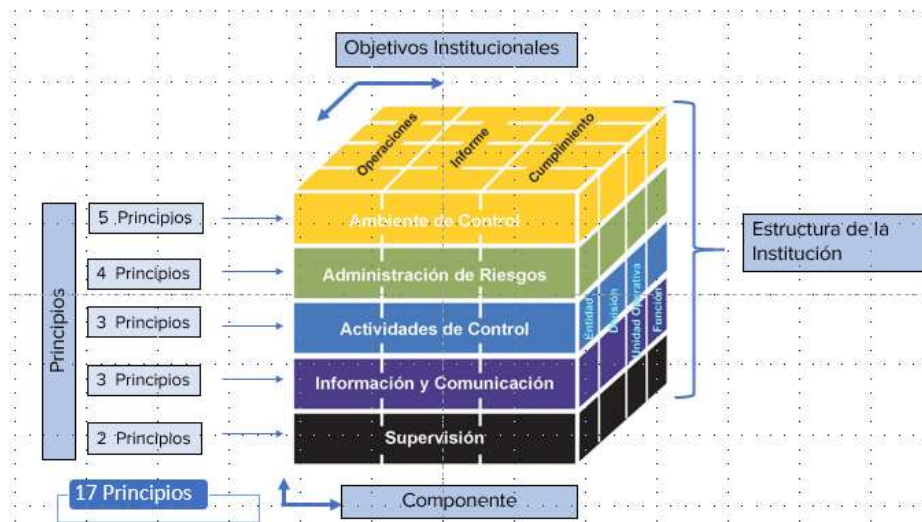 Objetivos Institucionales
Operaciones
Informe
Cumplimiento
Principios
5 Principios
Ambiente de Control
4 Principios
Administración de Riesgos
3 Principios
Actividades de Control
3 Principios
Información y Comunicación
2 Principios
Supervisión
Entidad
División
Unidad Operativa
Función
Estructura de la
Institución
17 Principios
Componente